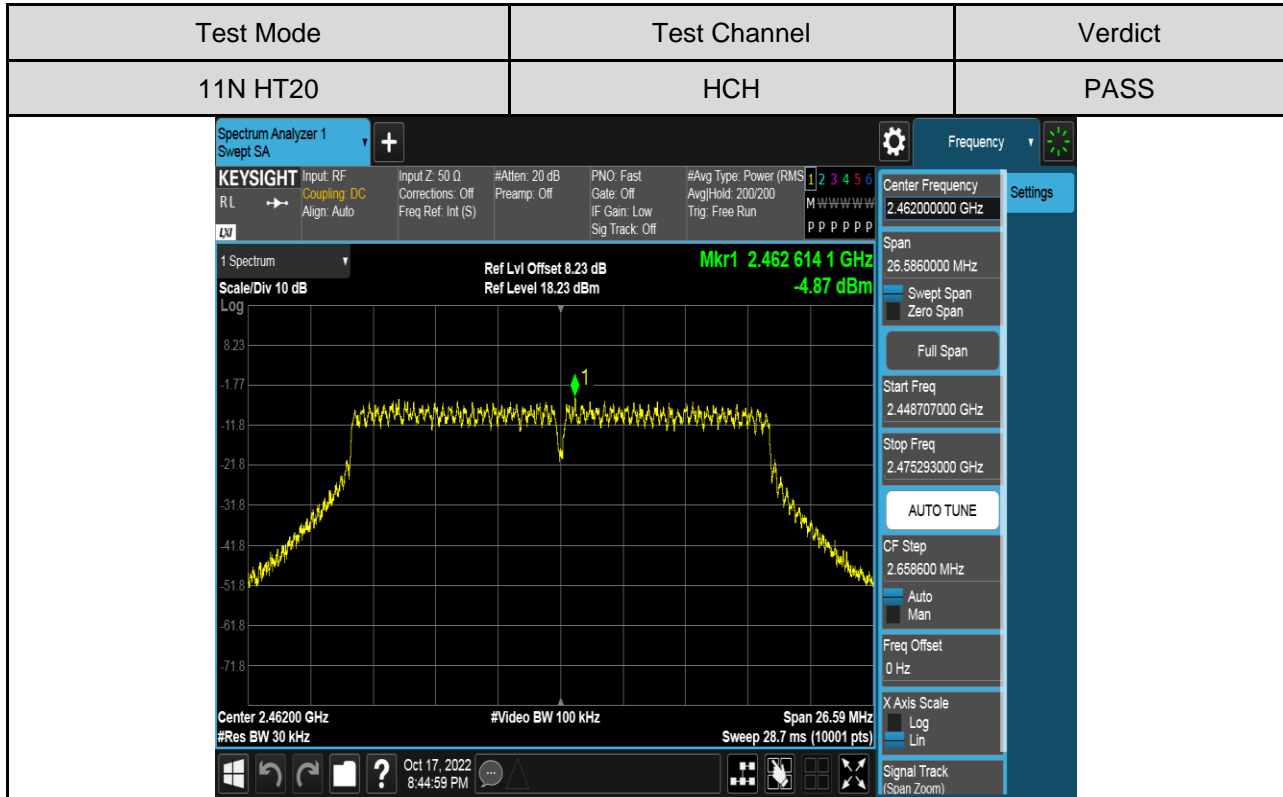 Test Mode Test Channel Verdict
11N HT20 HCH PASS
Spectrum Analyzer 1
Swept SA
+
Frequency
KEYSIGHT Input: RF Input Z: 50 Ω #Atten: 20 dB PNO: Fast #Avg Type: Power (RMS 1 2 3 4 5 6
RL Coupling: DC Corrections: Off Preamp: Off Gate: Off Avg|Hold: 200/200 M W W W W W
Align: Auto Freq Ref: Int (S) IF Gain: Low Trig: Free Run
LXI Sig Track: Off P P P P P P
Center Frequency
2.462000000 GHz
Settings
1 Spectrum
Ref Lvl Offset 8.23 dB
Mkr1 2.462 614 1 GHz
Scale/Div 10 dB Ref Level 18.23 dBm -4.87 dBm
Log
8.23
-1.77
-11.8
-21.8
-31.8
-41.8
-51.8
-61.8
-71.8
1
Center 2.46200 GHz #Video BW 100 kHz Span 26.59 MHz
#Res BW 30 kHz Sweep 28.7 ms (10001 pts)
Span
26.5860000 MHz
Swept Span
Zero Span
Full Span
Start Freq
2.448707000 GHz
Stop Freq
2.475293000 GHz
AUTO TUNE
CF Step
2.658600 MHz
Auto
Man
Freq Offset
0 Hz
X Axis Scale
Log
Lin
Signal Track
(Span Zoom)
?
Oct 17, 2022
8:44:59 PM